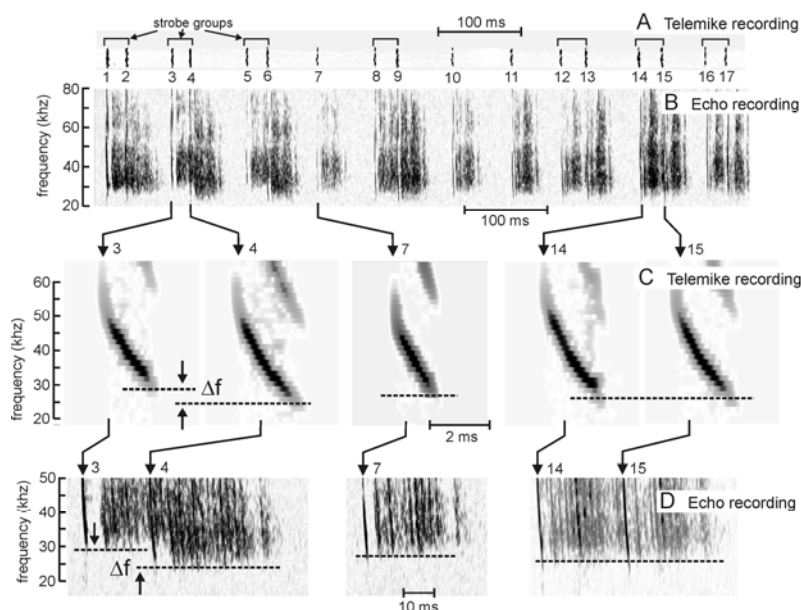 strobe groups
100 ms
A Telemike recording
1 2 3 4 5 6 7 8 9 10 11 12 13 14 15 16 17
B Echo recording
frequency (khz)
80
60
40
20
100 ms
3 4 7 14 15
C Telemike recording
frequency (khz)
60
50
40
30
20
Δf
2 ms
3 4 7 14 15
D Echo recording
frequency (khz)
50
40
30
20
Δf
10 ms